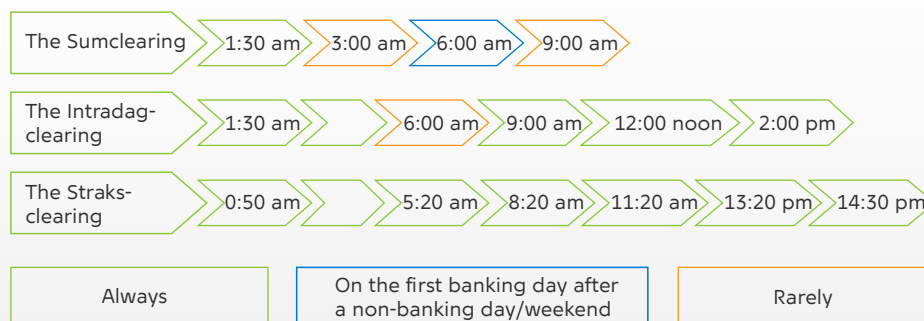 The Sumclearing
1:30 am
3:00 am
6:00 am
9:00 am
The Intradag-
clearing
1:30 am
6:00 am
9:00 am
12:00 noon
2:00 pm
The Straks-
clearing
0:50 am
5:20 am
8:20 am
11:20 am
13:20 pm
14:30 pm
Always
On the first banking day after
a non-banking day/weekend
Rarely